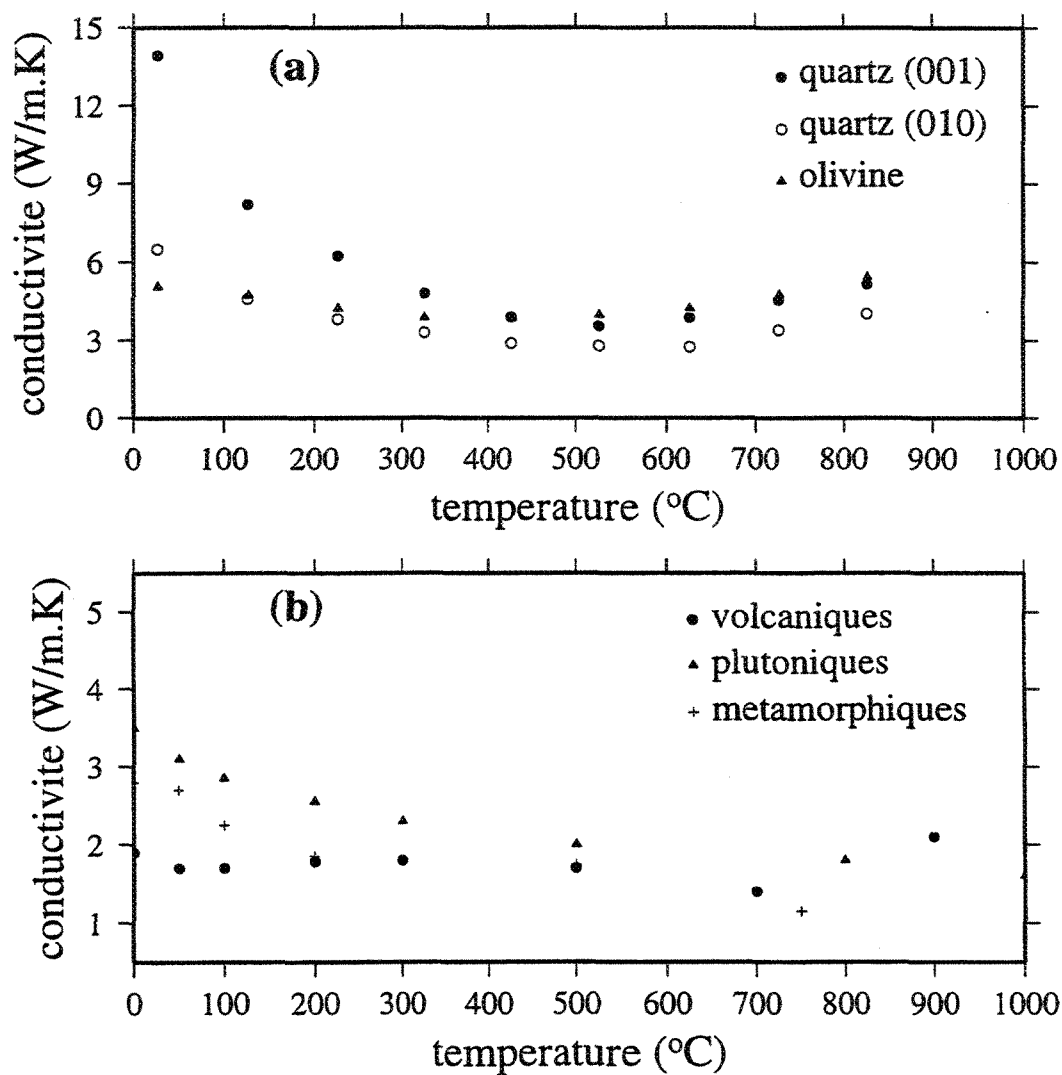 15
12
9
6
3
0
conductivite (W/m.K)
(a)
quartz (001)
quartz (010)
olivine
0 100 200 300 400 500 600 700 800 900 1000
temperature (°C)
5
4
3
2
1
conductivite (W/m.K)
(b)
volcaniques
plutoniques
metamorphiques
0 100 200 300 400 500 600 700 800 900 1000
temperature (°C)